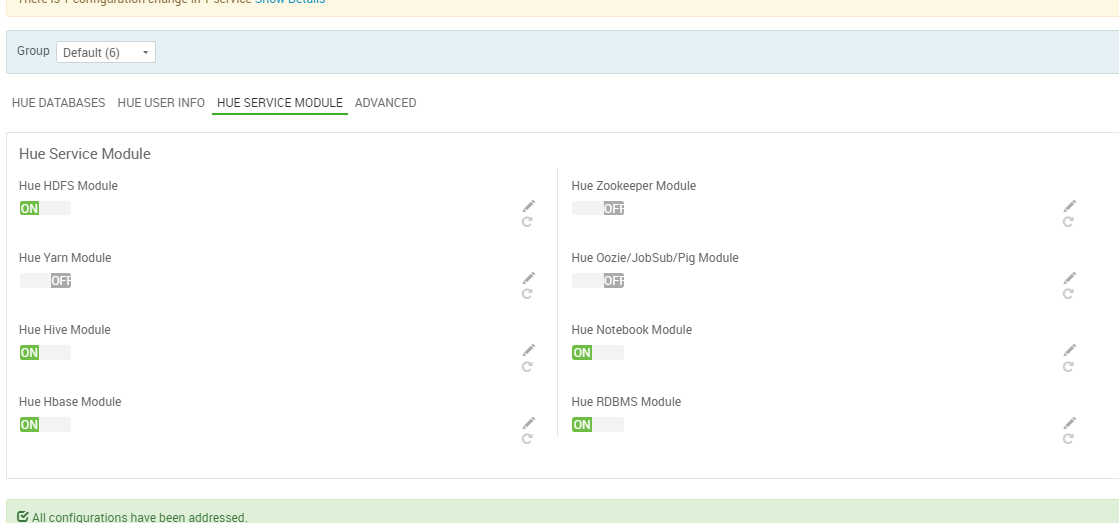 There is 1 configuration change in 1 service Show Details
Group Default (6)
HUE DATABASES HUE USER INFO HUE SERVICE MODULE ADVANCED
Hue Service Module
Hue HDFS Module
ON
Hue Zookeeper Module
OFF
Hue Yarn Module
OFF
Hue Oozie/JobSub/Pig Module
OFF
Hue Hive Module
ON
Hue Notebook Module
ON
Hue Hbase Module
ON
Hue RDBMS Module
ON
All configurations have been addressed.